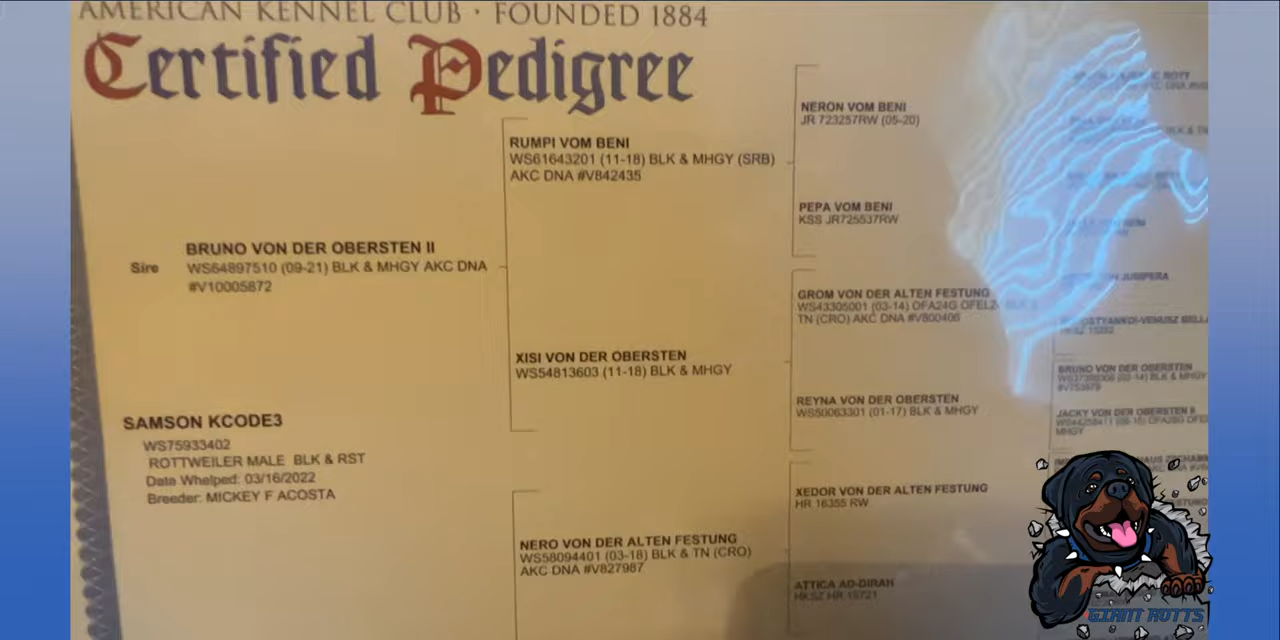 AMERICAN KENNEL CLUB · FOUNDED 1884
Certified Pedigree
NERON VOM BENI
JR 723257RW (05-20)
RUMPI VOM BENI
WS61643201 (11-18) BLK & MHGY (SRB)
AKC DNA #V842435
PEPA VOM BENI
KSS JR725537RW
BRUNO VON DER OBERSTEN II
Sire WS64897510 (09-21) BLK & MHGY AKC DNA
#V10005872
GROM VON DER ALTEN FESTUNG
WS43305001 (03-14) OFA24G
TN (CRO) AKC DNA #V800406
XISI VON DER OBERSTEN
WS54813603 (11-18) BLK & MHGY
BRUNO VON DER OBERSTEN
REYNA VON DER OBERSTEN
WS50063301 (01-17) BLK & MHGY
JACKY VON DER OBERSTEN II
MHGY
SAMSON KCODE3
WS75933402
ROTTWEILER MALE BLK & RST
Date Whelped: 03/16/2022
Breeder: MICKEY F ACOSTA
XEDOR VON DER ALTEN FESTUNG
HR 16355 RW
NERO VON DER ALTEN FESTUNG
WS58094401 (03-18) BLK & TN (CRO)
AKC DNA #V827987
ATTICA AD-DIRAH
GIANT ROTTS